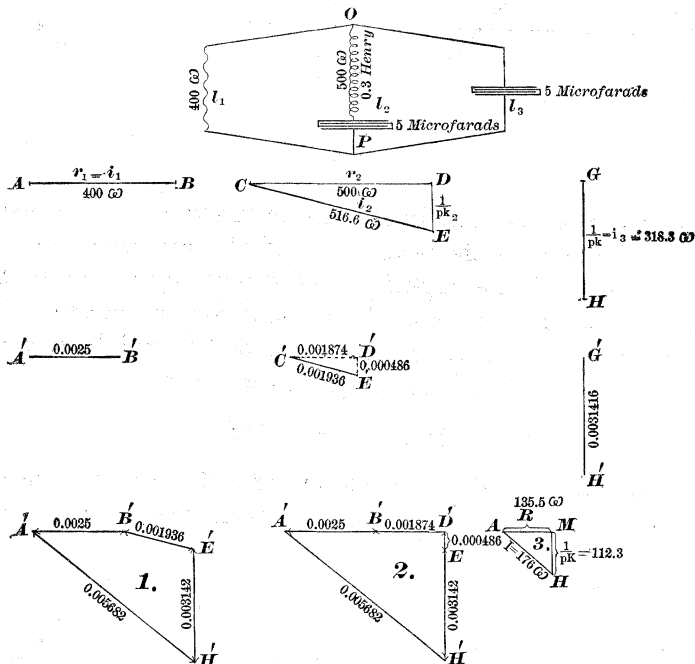 O
400 ω
l₁
500 ω
0.3 Henry
l₂
5 Microfarads
P
5 Microfarads
l₃
A r₁ = i₁ B
400 ω
C r₂ D
500 ω
i₂
516.6 ω
1/pk₂
E
G
1/pk = i₃ = 318.3 ω
H
A′ 0.0025 B′
C′ 0.001874 D′
0.001936
0.000486
E′
G′
0.0031416
H′
A′ 0.0025 B′ 0.001936 E′
1.
0.005682
0.003142
H′
A′ 0.0025 B′ 0.001874 D′
0.000486
E
2.
0.005682
0.003142
H′
135.5 ω
A R M
3.
I=176 ω
1/pk = 112.3
H